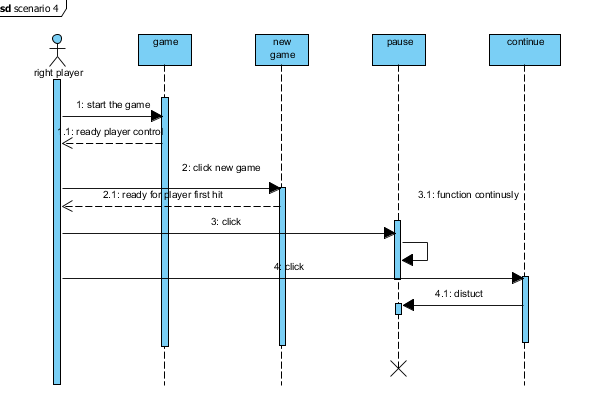 sd scenario 4
game
new
game
pause
continue
right player
1: start the game
1.1: ready player control
2: click new game
2.1: ready for player first hit
3.1: function continusly
3: click
4: click
4.1: distuct